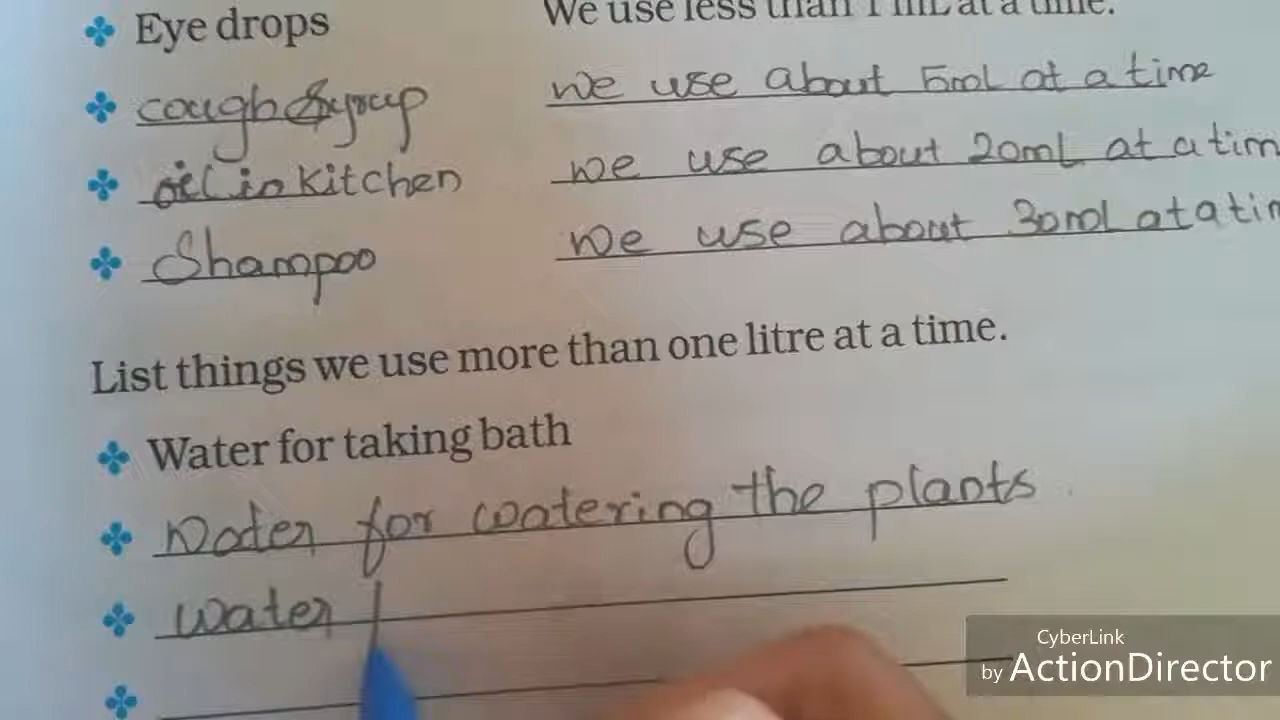 Eye drops We use less than 1 mL at a time.
cough syrup we use about 5mL at a time
oil in kitchen we use about 20mL at a tim
Shampoo we use about 30mL at a tim
List things we use more than one litre at a time.
Water for taking bath
Water for watering the plants.
water
CyberLink
by ActionDirector